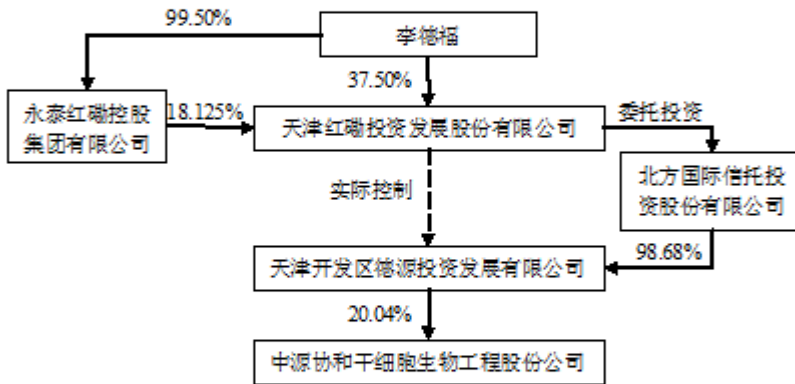 99.50%
李德福
37.50%
永泰红磡控股
集团有限公司
18.125%
天津红磡投资发展股份有限公司
委托投资
实际控制
北方国际信托投
资股份有限公司
天津开发区德源投资发展有限公司
98.68%
20.04%
中源协和干细胞生物工程股份公司